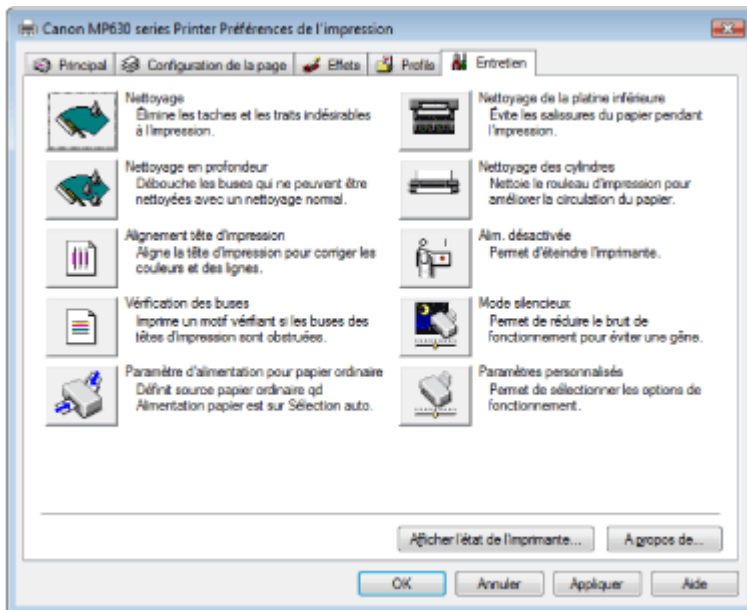 Canon MP630 series Printer Préférences de l'impression
Principal
Configuration de la page
Effets
Profils
Entretien
Nettoyage
Élimine les taches et les traits indésirables
à l'impression.
Nettoyage en profondeur
Débouche les buses qui ne peuvent être
nettoyées avec un nettoyage normal.
Alignement tête d'impression
Aligne la tête d'impression pour corriger les
couleurs et des lignes.
Vérification des buses
Imprime un motif vérifiant si les buses des
têtes d'impression sont obstruées.
Paramètre d'alimentation pour papier ordinaire
Définit source papier ordinaire qd
Alimentation papier est sur Sélection auto.
Nettoyage de la platine inférieure
Évite les salissures du papier pendant
l'impression.
Nettoyage des cylindres
Nettoie le rouleau d'impression pour
améliorer la circulation du papier.
Alim. désactivée
Permet d'éteindre l'imprimante.
Mode silencieux
Permet de réduire le bruit de
fonctionnement pour éviter une gêne.
Paramètres personnalisés
Permet de sélectionner les options de
fonctionnement.
Afficher l'état de l'imprimante...
A propos de...
OK
Annuler
Appliquer
Aide